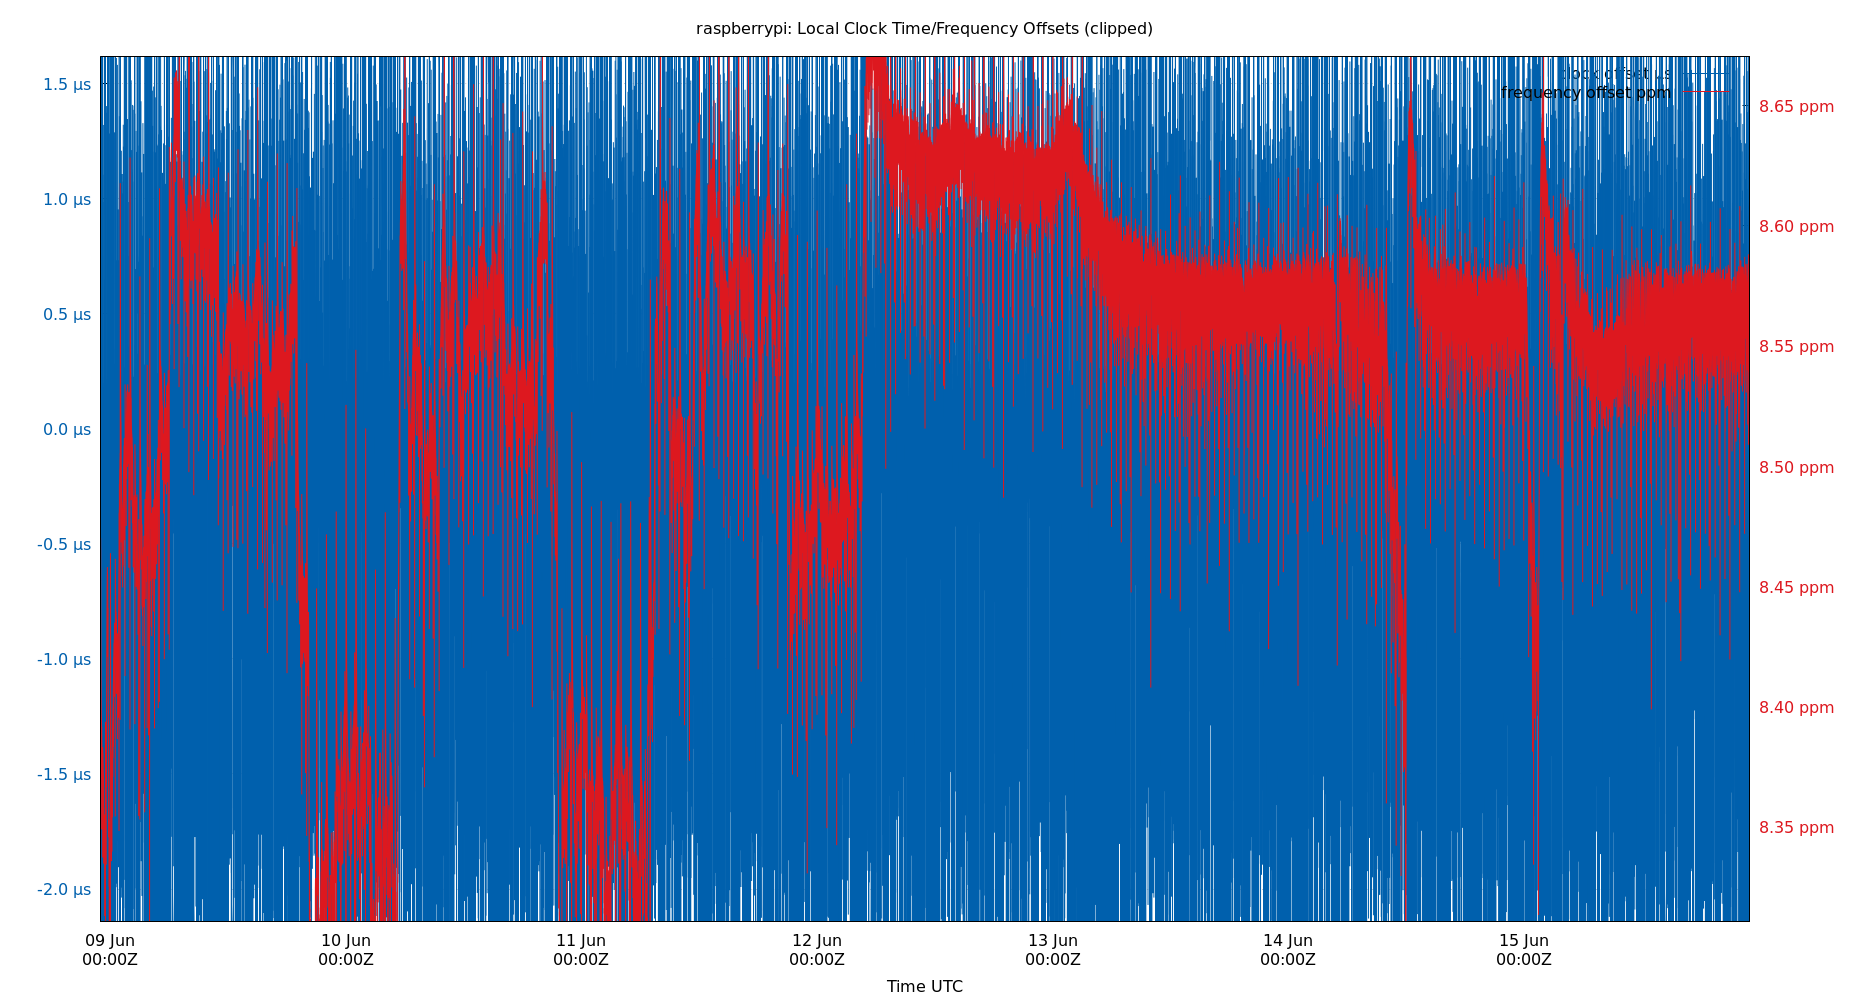 raspberrypi: Local Clock Time/Frequency Offsets (clipped)
clock offset µs
frequency offset ppm
1.5 µs
1.0 µs
0.5 µs
0.0 µs
-0.5 µs
-1.0 µs
-1.5 µs
-2.0 µs
8.65 ppm
8.60 ppm
8.55 ppm
8.50 ppm
8.45 ppm
8.40 ppm
8.35 ppm
09 Jun 10 Jun 11 Jun 12 Jun 13 Jun 14 Jun 15 Jun
00:00Z 00:00Z 00:00Z 00:00Z 00:00Z 00:00Z 00:00Z
Time UTC